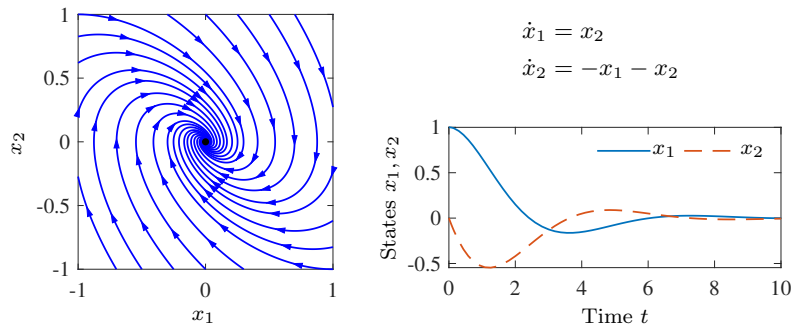 1
0.5
0
-0.5
-1
x₂
-1 0 1
x₁
ẋ₁ = x₂
ẋ₂ = −x₁ − x₂
1
0.5
0
-0.5
States x₁, x₂
x₁ x₂
0 2 4 6 8 10
Time t